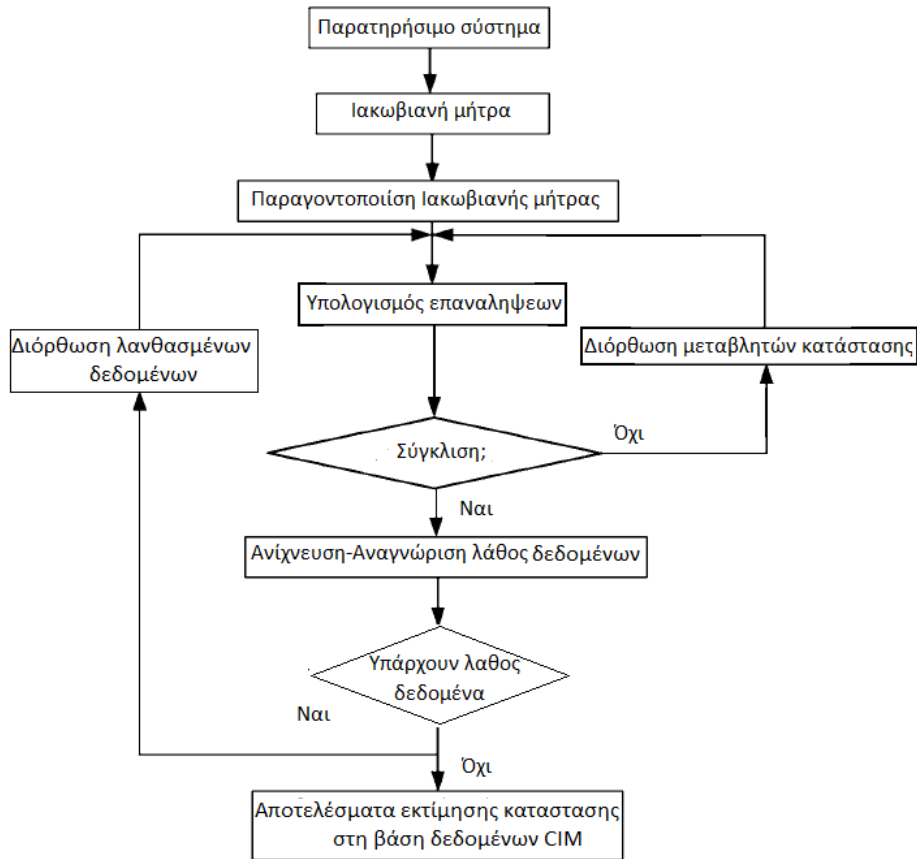 Παρατηρήσιμο σύστημα
Ιακωβιανή μήτρα
Παραγοντοποιίση Ιακωβιανής μήτρας
Υπολογισμός επαναληψεων
Διόρθωση λανθασμένων
δεδομένων
Διόρθωση μεταβλητών κατάστασης
Όχι
Σύγκλιση;
Ναι
Ανίχνευση-Αναγνώριση λάθος δεδομένων
Υπάρχουν λαθος
δεδομένα
Ναι
Όχι
Αποτελέσματα εκτίμησης καταστασης
στη βάση δεδομένων CIM